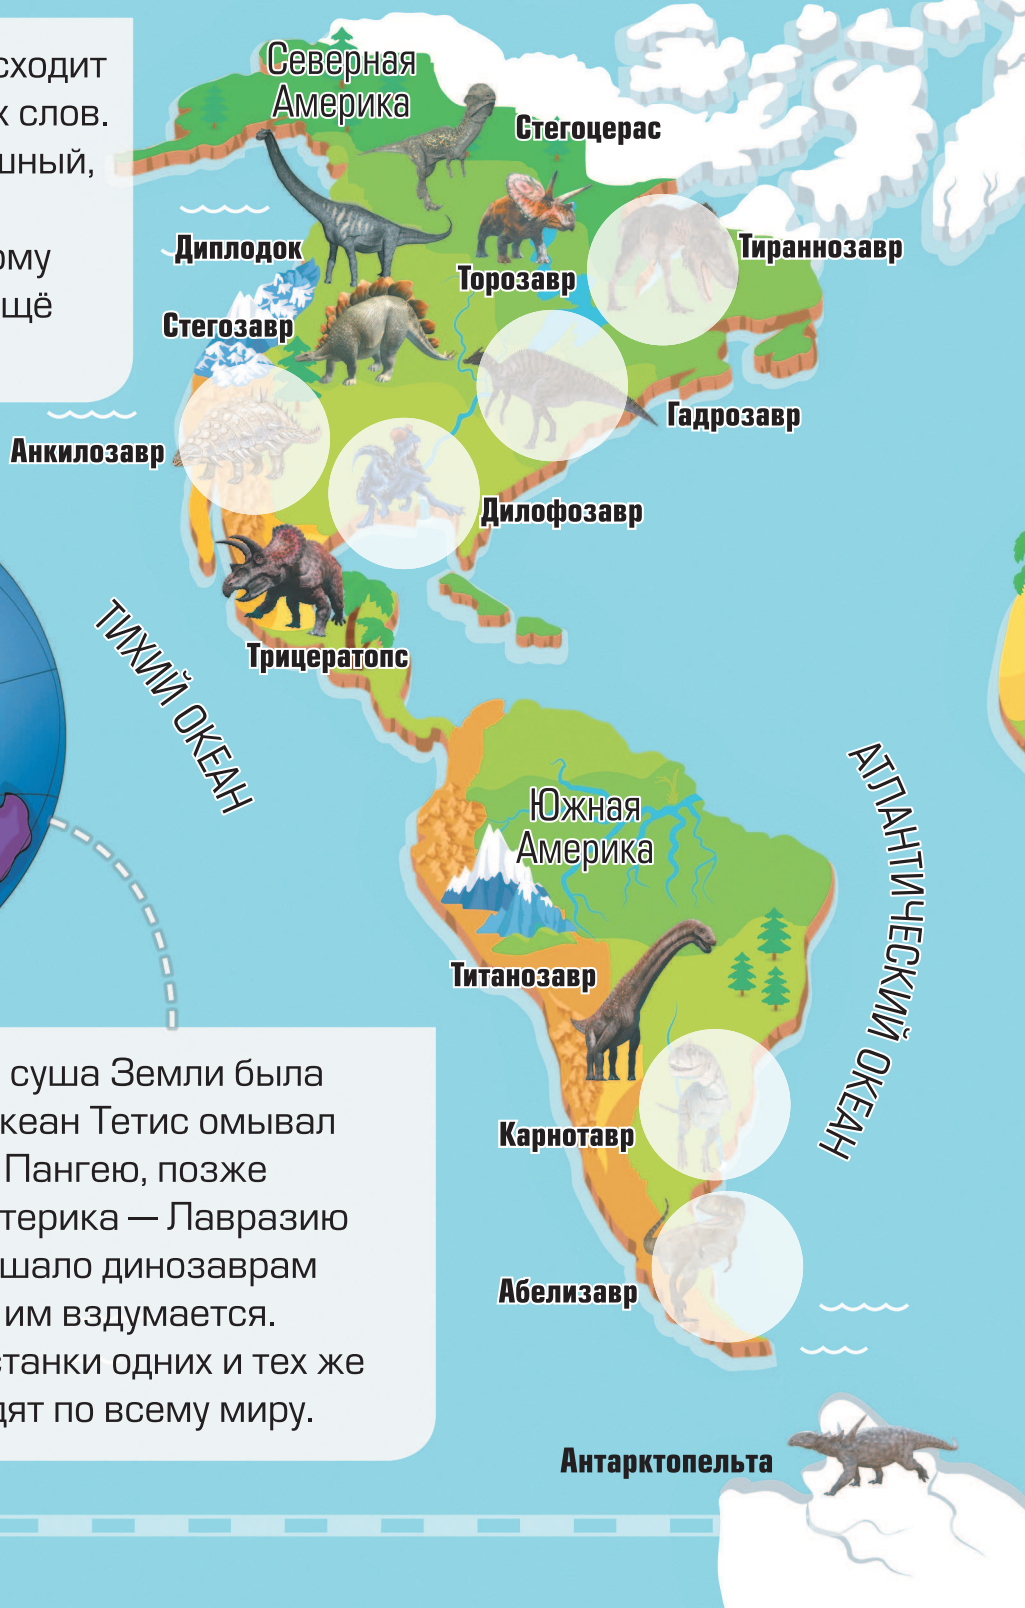 сходит
х слов.
шный,
ому
щё
Северная
Америка
Стегоцерас
Диплодок
Торозавр
Тираннозавр
Стегозавр
Гадрозавр
Анкилозавр
Дилофозавр
Трицератопс
ТИХИЙ ОКЕАН
Южная
Америка
АТЛАНТИЧЕСКИЙ ОКЕАН
Титанозавр
Карнотавр
Абелизавр
Антарктопельта
суша Земли была
кеан Тетис омывал
Пангею, позже
терика — Лавразию
шало динозаврам
им вздумается.
станки одних и тех же
дят по всему миру.